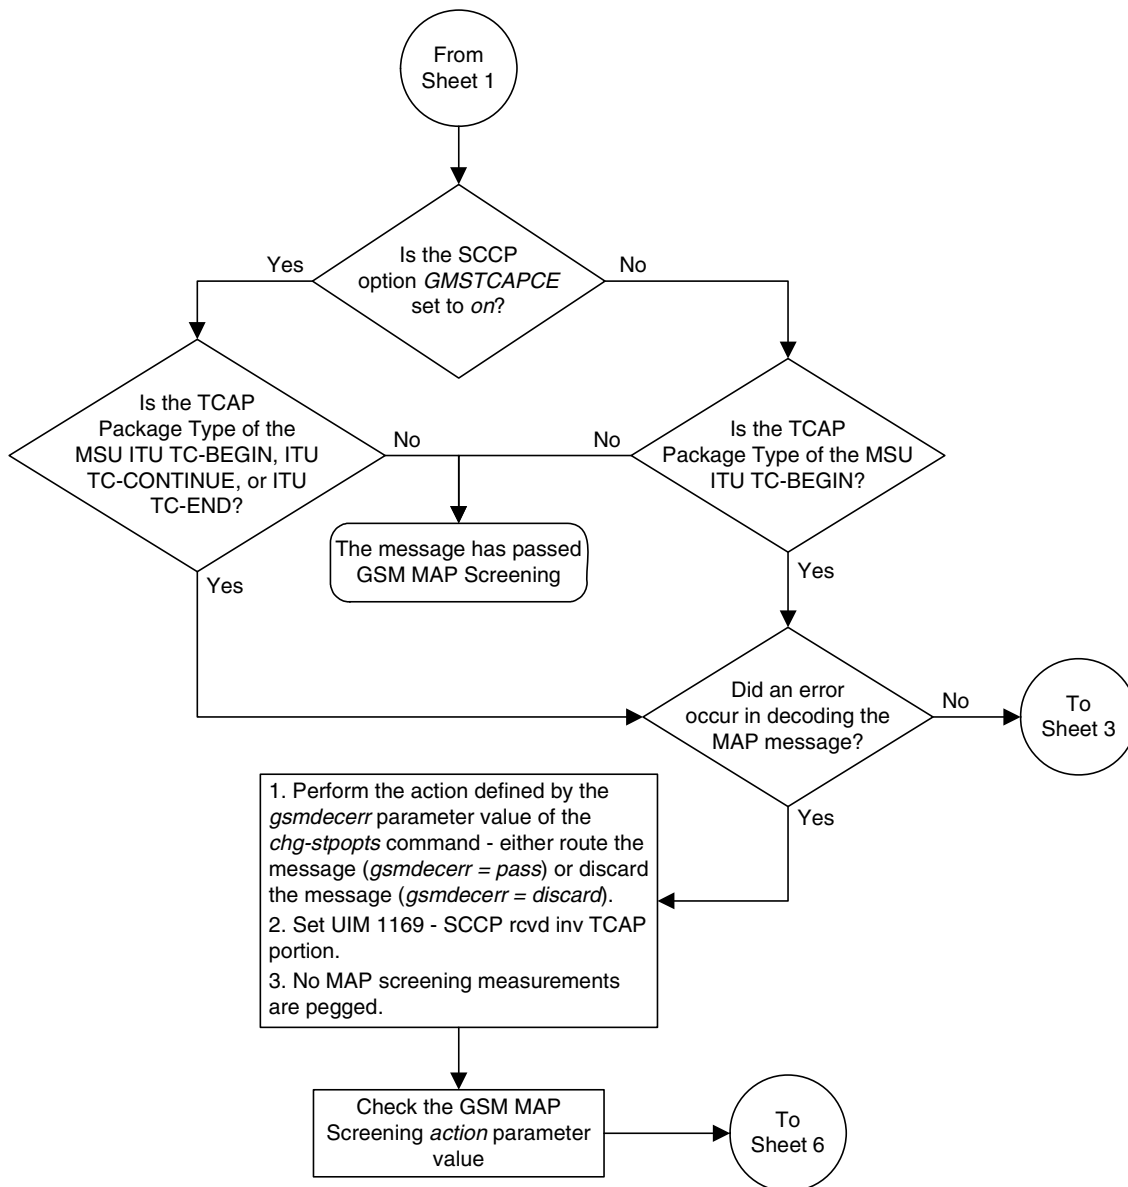 From
Sheet 1
Is the SCCP
option GMSTCAPCE
set to on?
Yes
No
Is the TCAP
Package Type of the
MSU ITU TC-BEGIN, ITU
TC-CONTINUE, or ITU
TC-END?
No
No
Is the TCAP
Package Type of the MSU
ITU TC-BEGIN?
The message has passed
GSM MAP Screening
Yes
Yes
Did an error
occur in decoding the
MAP message?
No
To
Sheet 3
Yes
1. Perform the action defined by the
gsmdecerr parameter value of the
chg-stpopts command - either route the
message (gsmdecerr = pass) or discard
the message (gsmdecerr = discard).
2. Set UIM 1169 - SCCP rcvd inv TCAP
portion.
3. No MAP screening measurements
are pegged.
Check the GSM MAP
Screening action parameter
value
To
Sheet 6